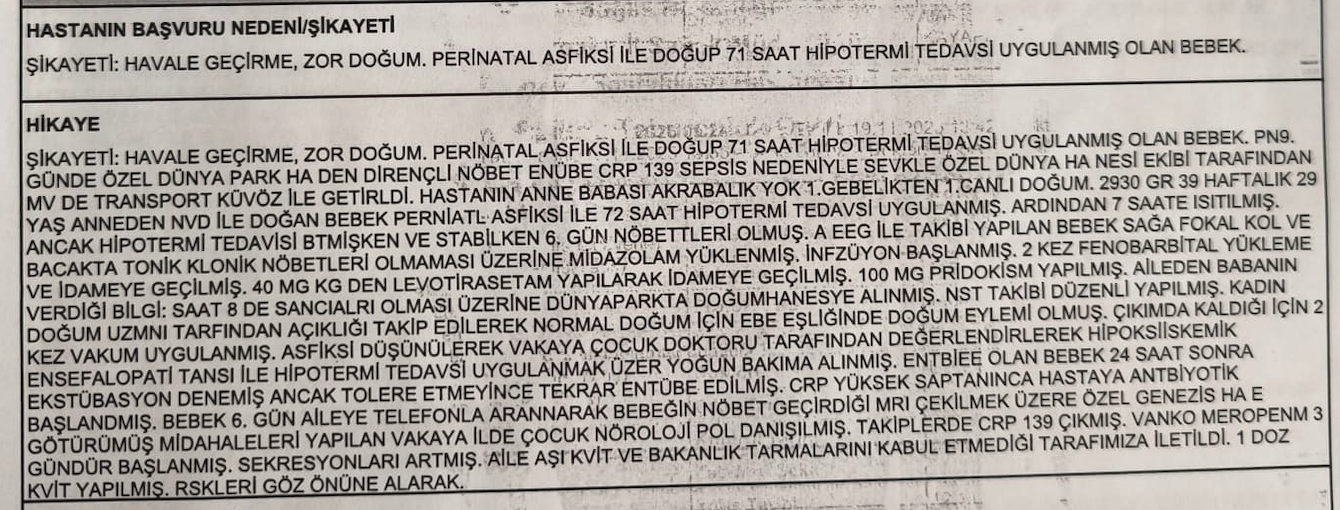 HASTANIN BAŞVURU NEDENİ/ŞİKAYETİ
ŞİKAYETİ: HAVALE GEÇİRME, ZOR DOĞUM. PERİNATAL ASFİKSİ İLE DOĞUP 71 SAAT HİPOTERMİ TEDAVSİ UYGULANMIŞ OLAN BEBEK.
HİKAYE
ŞİKAYETİ: HAVALE GEÇİRME, ZOR DOĞUM. PERİNATAL ASFİKSİ İLE DOĞUP 71 SAAT HİPOTERMİ TEDAVSİ UYGULANMIŞ OLAN BEBEK. PN9.
GÜNDE ÖZEL DÜNYA PARK HA DEN DİRENÇLİ NÖBET ENÜBE CRP 139 SEPSİS NEDENİYLE SEVKLE ÖZEL DÜNYA HA NESİ EKİBİ TARAFINDAN
MV DE TRANSPORT KÜVÖZ İLE GETİRLDİ. HASTANIN ANNE BABASI AKRABALIK YOK 1.GEBELİKTEN 1.CANLI DOĞUM. 2930 GR 39 HAFTALIK 29
YAŞ ANNEDEN NVD İLE DOĞAN BEBEK PERNİATL ASFİKSİ İLE 72 SAAT HİPOTERMİ TEDAVSİ UYGULANMIŞ. ARDINDAN 7 SAATE ISITILMIŞ.
ANCAK HİPOTERMİ TEDAVİSİ BTMİŞKEN VE STABİLKEN 6. GÜN NÖBETTLERİ OLMUŞ. A EEG İLE TAKİBİ YAPILAN BEBEK SAĞA FOKAL KOL VE
BACAKTA TONİK KLONİK NÖBETLERİ OLMAMASI ÜZERİNE MİDAZOLAM YÜKLENMİŞ. İNFZÜYON BAŞLANMIŞ. 2 KEZ FENOBARBİTAL YÜKLEME
VE İDAMEYE GEÇİLMİŞ. 40 MG KG DEN LEVOTİRASETAM YAPILARAK İDAMEYE GEÇİLMİŞ. 100 MG PRİDOKİSM YAPILMIŞ. AİLEDEN BABANIN
VERDİĞİ BİLGİ: SAAT 8 DE SANCIALRI OLMASI ÜZERİNE DÜNYAPARKTA DOĞUMHANESYE ALINMIŞ. NST TAKİBİ DÜZENLİ YAPILMIŞ. KADIN
DOĞUM UZMNI TARFINDAN AÇIKLIĞI TAKİP EDİLEREK NORMAL DOĞUM İÇİN EBE EŞLİĞİNDE DOĞUM EYLEMİ OLMUŞ. ÇIKIMDA KALDIĞI İÇİN 2
KEZ VAKUM UYGULANMIŞ. ASFİKSİ DÜŞÜNÜLEREK VAKAYA ÇOCUK DOKTORU TARAFINDAN DEĞERLENDİRLEREK HİPOKSİİSKEMİK
ENSEFALOPATİ TANSI İLE HİPOTERMİ TEDAVSİ UYGULANMAK ÜZER YOĞUN BAKIMA ALINMIŞ. ENTBİEE OLAN BEBEK 24 SAAT SONRA
EKSTÜBASYON DENEMİŞ ANCAK TOLERE ETMEYİNCE TEKRAR ENTÜBE EDİLMİŞ. CRP YÜKSEK SAPTANINCA HASTAYA ANTBİYOTİK
BAŞLANDMIŞ. BEBEK 6. GÜN AİLEYE TELEFONLA ARANNARAK BEBEĞİN NÖBET GEÇİRDİĞİ MRI ÇEKİLMEK ÜZERE ÖZEL GENEZİS HA E
GÖTÜRÜMÜŞ MİDAHALELERİ YAPILAN VAKAYA İLDE ÇOCUK NÖROLOJİ POL DANIŞILMIŞ. TAKİPLERDE CRP 139 ÇIKMIŞ. VANKO MEROPENM 3
GÜNDÜR BAŞLANMIŞ. SEKRESYONLARI ARTMIŞ. AİLE AŞI KVİT VE BAKANLIK TARMALARINI KABUL ETMEDİĞİ TARAFIMIZA İLETİLDİ. 1 DOZ
KVİT YAPILMIŞ. RSKLERİ GÖZ ÖNÜNE ALARAK.